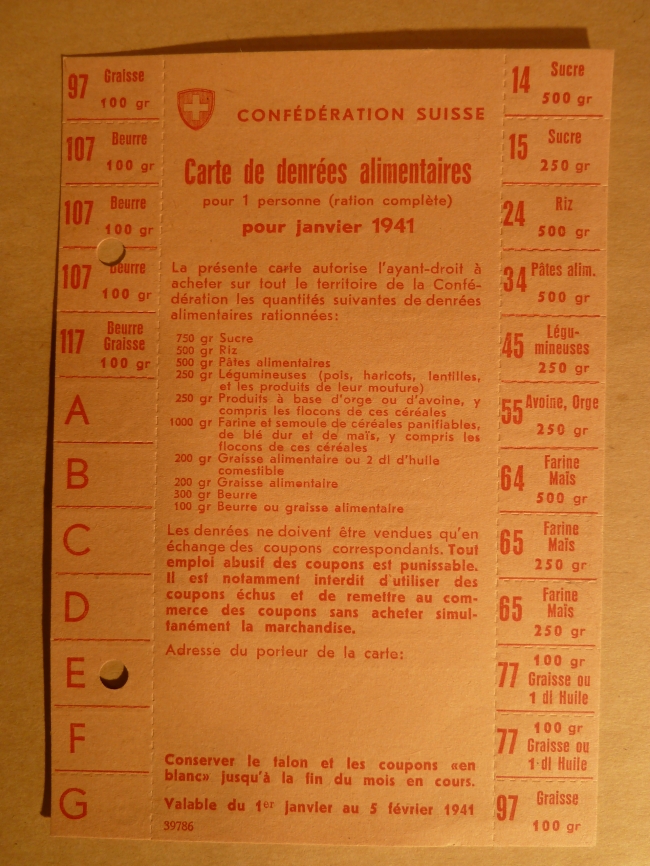 97 Graisse
100 gr
107 Beurre
100 gr
107 Beurre
100 gr
107 Beurre
100 gr
117 Beurre
Graisse
100 gr
A
B
C
D
E
F
G
CONFÉDÉRATION SUISSE
Carte de denrées alimentaires
pour 1 personne (ration complète)
pour janvier 1941
La présente carte autorise l'ayant-droit à
acheter sur tout le territoire de la Confé-
dération les quantités suivantes de denrées
alimentaires rationnées:
750 gr Sucre
500 gr Riz
500 gr Pâtes alimentaires
250 gr Légumineuses (pois, haricots, lentilles,
et les produits de leur mouture)
250 gr Produits à base d'orge ou d'avoine, y
compris les flocons de ces céréales
1000 gr Farine et semoule de céréales panifiables,
de blé dur et de maïs, y compris les
flocons de ces céréales
200 gr Graisse alimentaire ou 2 dl d'huile
comestible
200 gr Graisse alimentaire
300 gr Beurre
100 gr Beurre ou graisse alimentaire
Les denrées ne doivent être vendues qu'en
échange des coupons correspondants. Tout
emploi abusif des coupons est punissable.
Il est notamment interdit d'utiliser des
coupons échus et de remettre au com-
merce des coupons sans acheter simul-
tanément la marchandise.
Adresse du porteur de la carte:
Conserver le talon et les coupons «en
blanc» jusqu'à la fin du mois en cours.
Valable du 1er janvier au 5 février 1941
39786
14 Sucre
500 gr
15 Sucre
250 gr
24 Riz
500 gr
34 Pâtes alim.
500 gr
45 Légu-
mineuses
250 gr
55 Avoine, Orge
250 gr
64 Farine
Maïs
500 gr
65 Farine
Maïs
250 gr
65 Farine
Maïs
250 gr
77 100 gr
Graisse ou
1 dl Huile
77 100 gr
Graisse ou
1 dl Huile
97 Graisse
100 gr